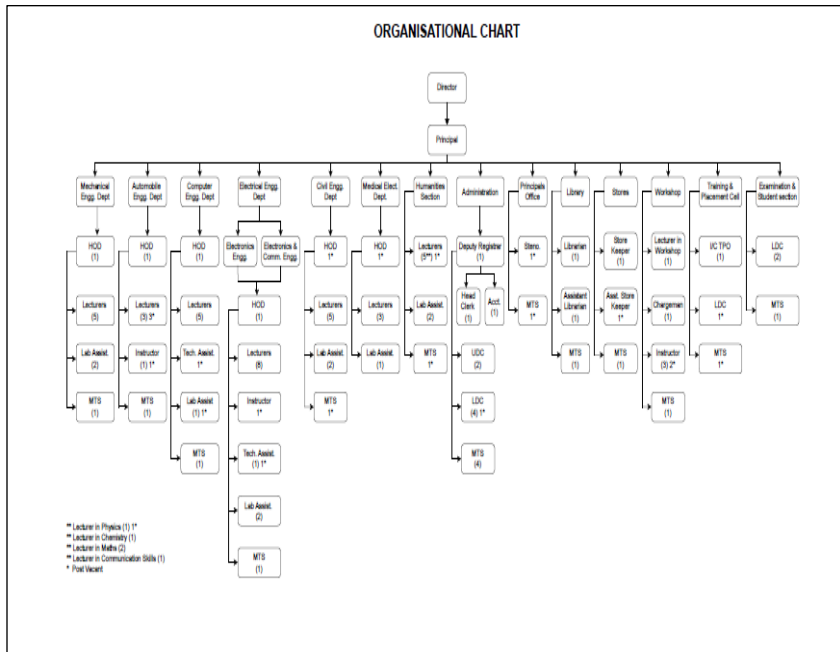 ORGANISATIONAL CHART
Director
Principal
Mechanical
Engg. Dept
Automobile
Engg. Dept
Computer
Engg. Dept
Electrical Engg.
Dept
Civil Engg.
Dept
Medical Elect.
Dept.
Humanities
Section
Administration
Principals
Office
Library
Stores
Workshop
Training &
Placement Cell
Examination &
Student section
HOD
(1)
HOD
(1)
HOD
(1)
Electronics
Engg.
Electronics &
Comm. Engg.
HOD
1*
HOD
1*
Lecturers
(5**) 1*
Deputy Registrar
(1)
Steno.
1*
Librarian
(1)
Store
Keeper
(1)
Lecturer in
Workshop
(1)
I/C TPO
(1)
LDC
(2)
Lecturers
(5)
Lecturers
(3) 3*
Lecturers
(5)
HOD
(1)
Lecturers
(5)
Lecturers
(3)
Lab Assist.
(2)
Head
Clerk
(1)
Acct.
(1)
MTS
1*
Assistant
Librarian
(1)
Asst. Store
Keeper
1*
Chargeman
(1)
LDC
1*
MTS
(1)
Lab Assist.
(2)
Instructor
(1) 1*
Tech. Assist.
1*
Lecturers
(8)
Lab Assist.
(2)
Lab Assist.
(1)
MTS
1*
UDC
(2)
MTS
(1)
MTS
(1)
Instructor
(3) 2*
MTS
1*
MTS
(1)
MTS
(1)
Lab Assist
(1) 1*
Instructor
1*
MTS
1*
LDC
(4) 1*
MTS
(1)
MTS
(1)
Tech. Assist.
(1) 1*
MTS
(4)
Lab Assist.
(2)
MTS
(1)
** Lecturer in Physics (1) 1*
** Lecturer in Chemistry (1)
** Lecturer in Maths (2)
** Lecturer in Communication Skills (1)
* Post Vacant